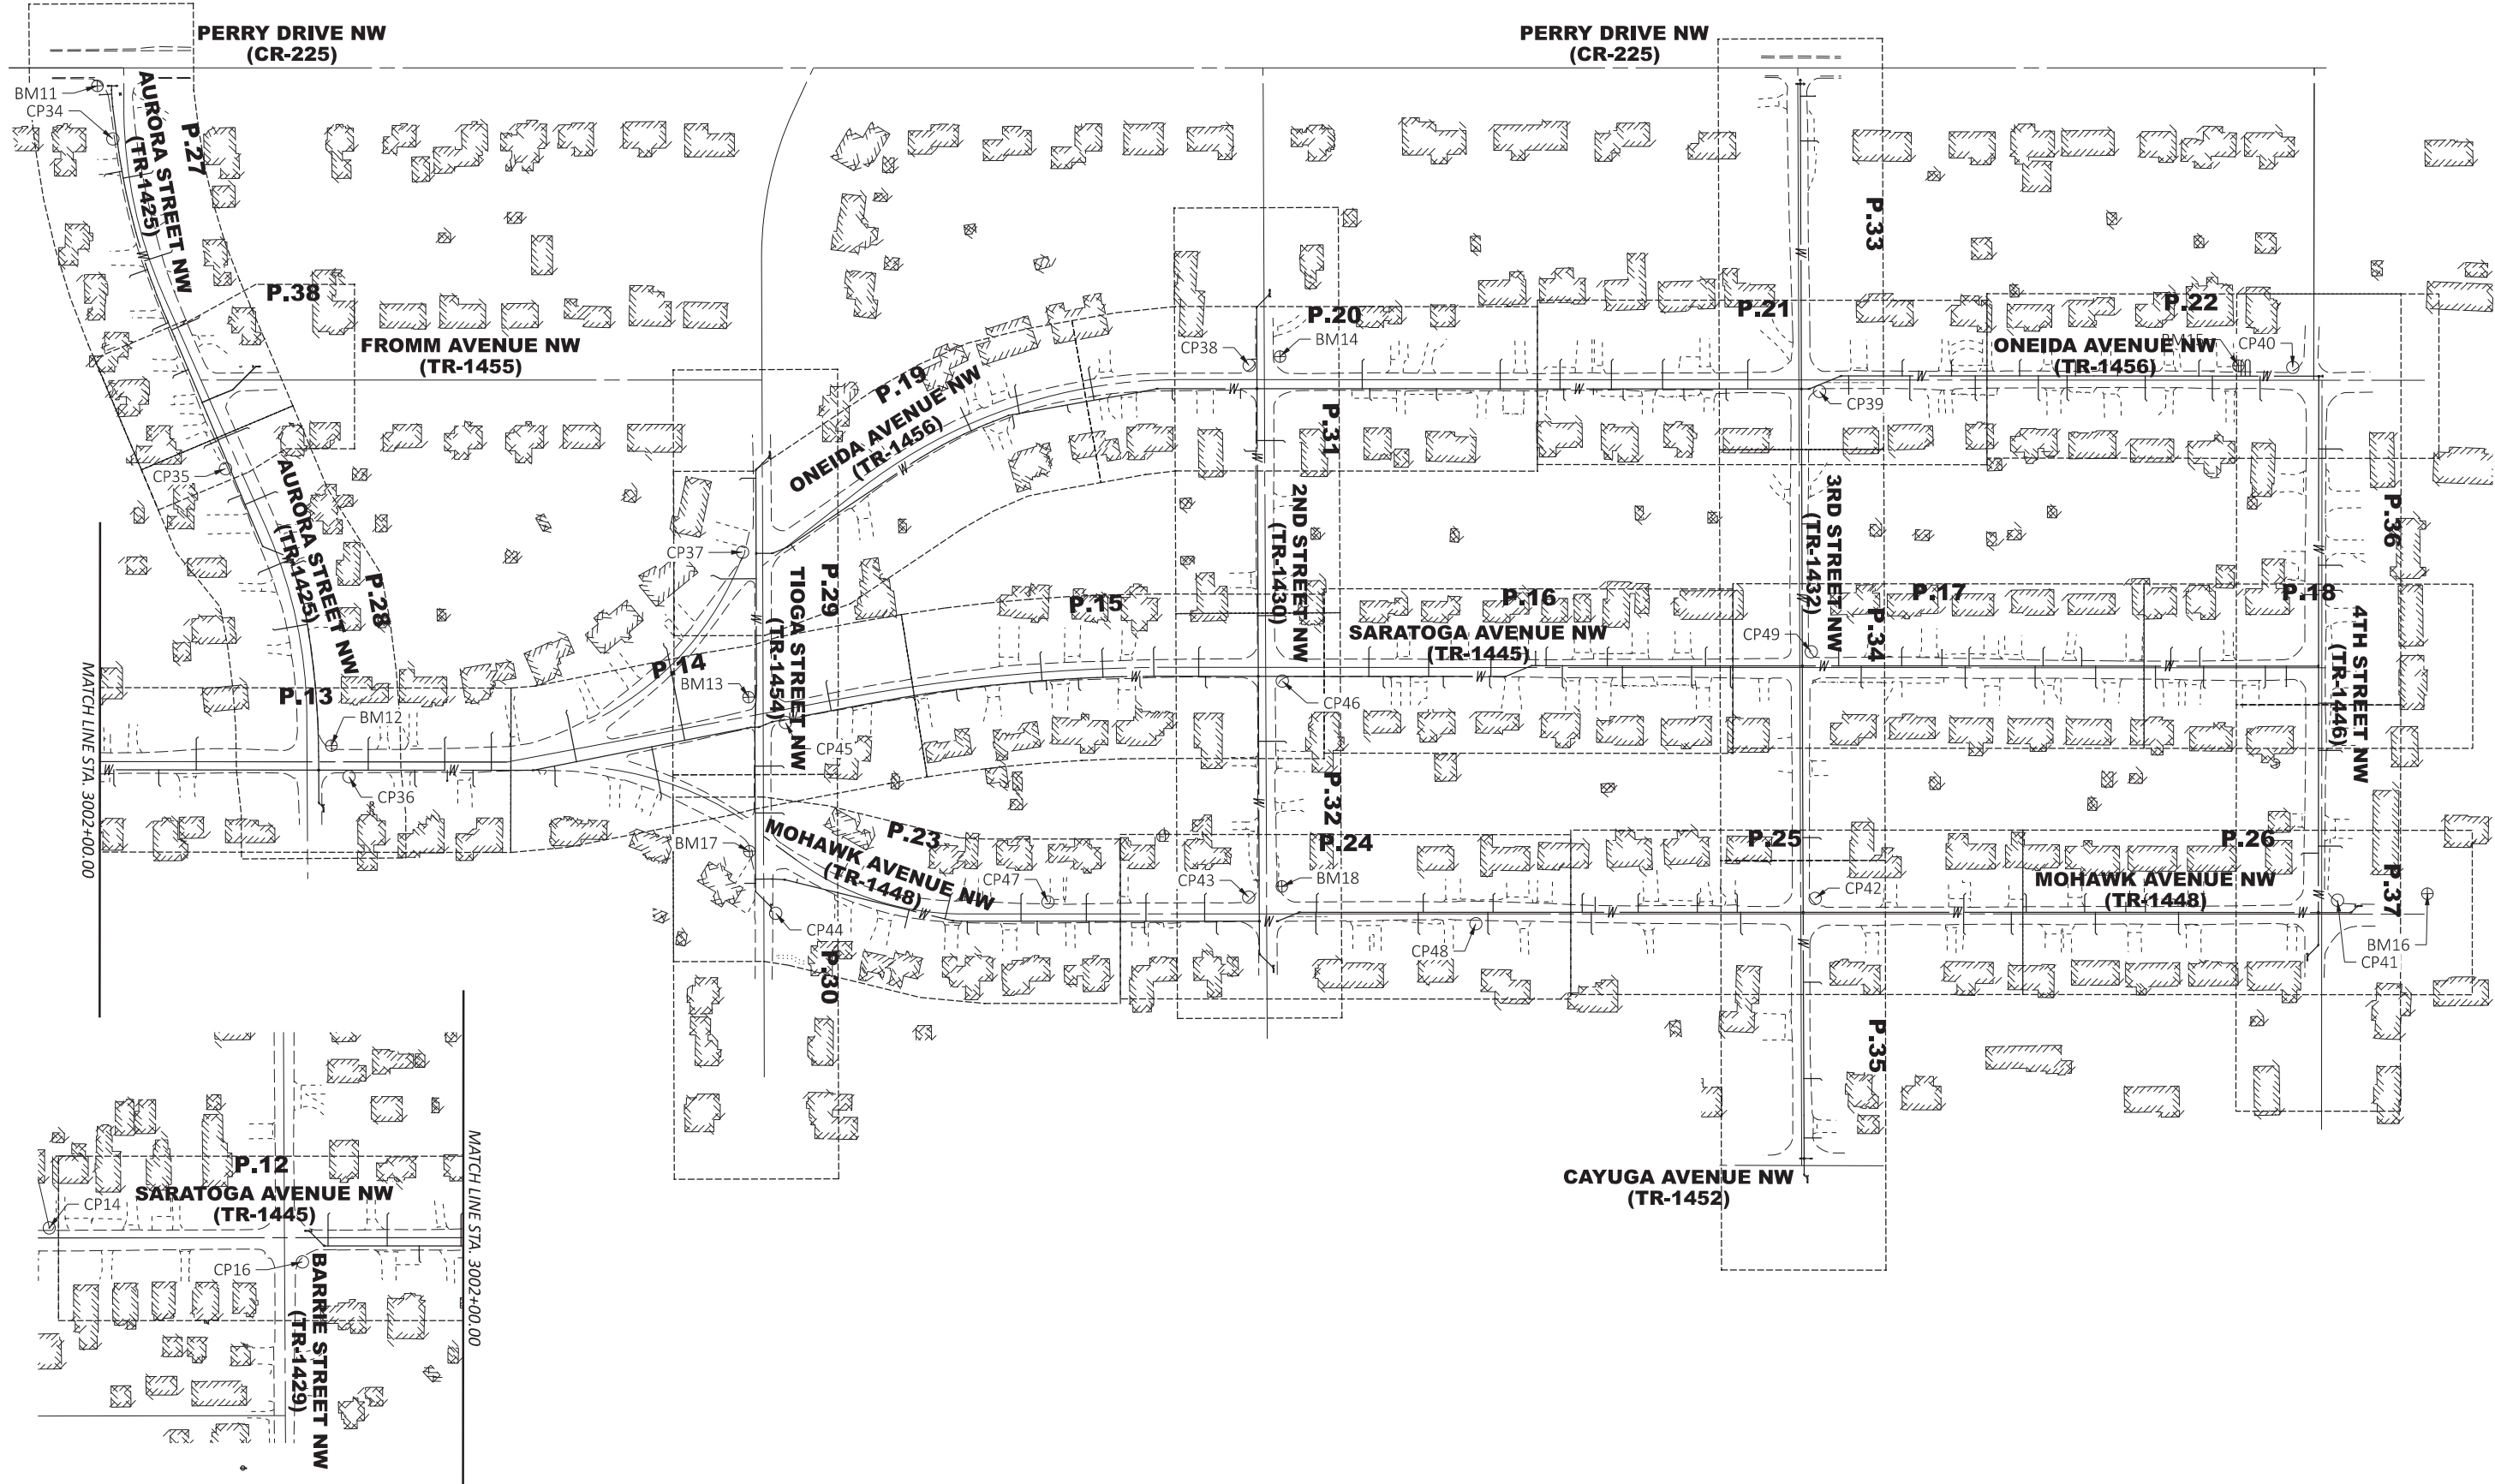 PERRY DRIVE NW
(CR-225)
PERRY DRIVE NW
(CR-225)
BM11
CP34
AURORA STREET NW
(TR-1425)
P.27
P.38
FROMM AVENUE NW
(TR-1455)
P.33
P.19
ONEIDA AVENUE NW
(TR-1456)
CP38
P.20
BM14
P.21
P.22
ONEIDA AVENUE NW
(TR-1456)
BM15
CP40
CP39
CP35
AURORA STREET NW
(TR-1425)
P.28
P.31
2ND STREET NW
(TR-1430)
3RD STREET NW
(TR-1432)
P.36
CP37
TIOGA STREET NW
(TR-1454)
P.29
P.15
P.16
P.17
P.18
SARATOGA AVENUE NW
(TR-1445)
CP49
P.34
4TH STREET NW
(TR-1446)
MATCH LINE STA. 3002+00.00
P.13
P.14
BM13
BM12
CP46
CP45
CP36
P.32
MOHAWK AVENUE NW
(TR-1448)
P.23
BM17
P.24
P.25
P.26
CP47
CP43
BM18
CP42
MOHAWK AVENUE NW
(TR-1448)
P.37
CP44
CP48
BM16
CP41
P.30
P.35
CAYUGA AVENUE NW
(TR-1452)
P.12
SARATOGA AVENUE NW
(TR-1445)
CP14
CP16
BARRIE STREET NW
(TR-1429)
MATCH LINE STA. 3002+00.00